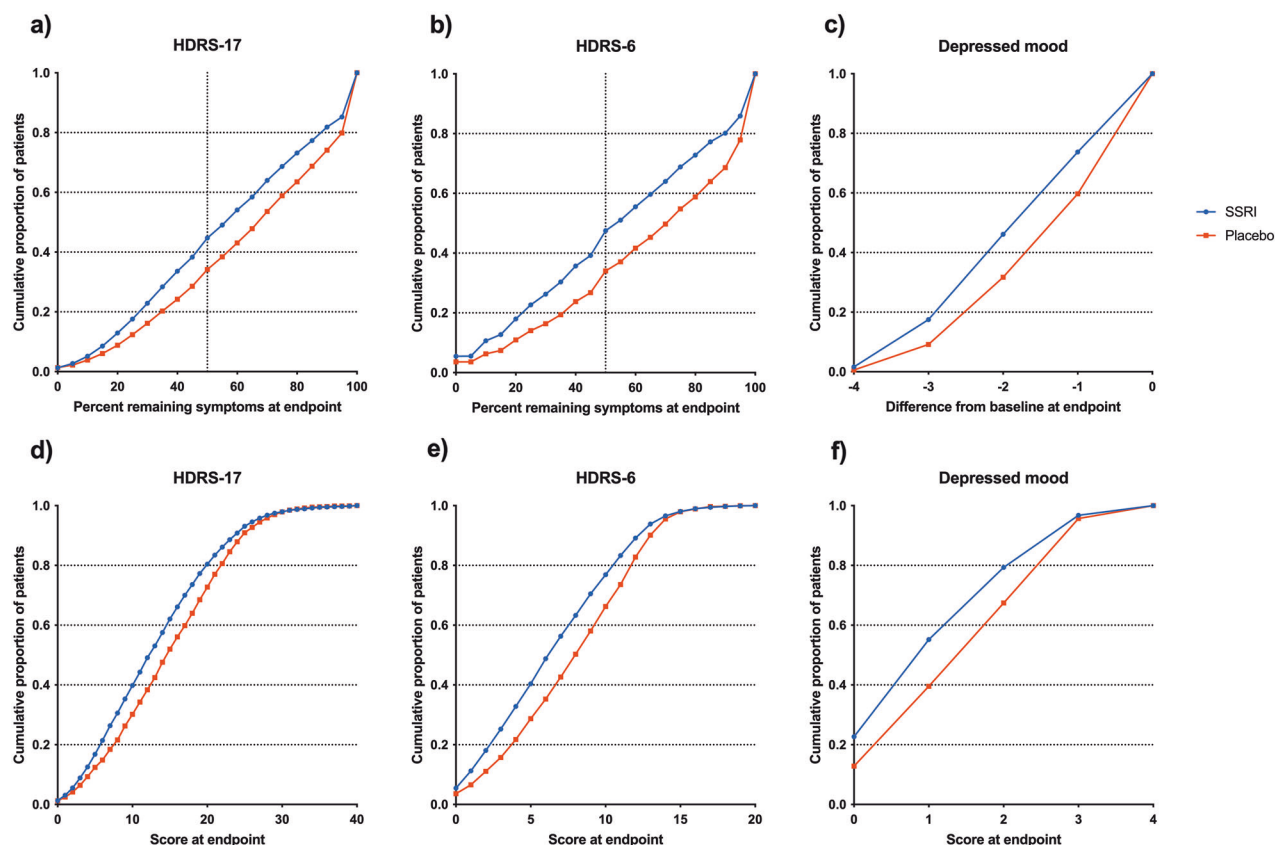 a)
HDRS-17
Cumulative proportion of patients
1.0
0.8
0.6
0.4
0.2
0.0
0
20
40
60
80
100
Percent remaining symptoms at endpoint
b)
HDRS-6
Cumulative proportion of patients
1.0
0.8
0.6
0.4
0.2
0.0
0
20
40
60
80
100
Percent remaining symptoms at endpoint
c)
Depressed mood
Cumulative proportion of patients
1.0
0.8
0.6
0.4
0.2
0.0
-4
-3
-2
-1
0
Difference from baseline at endpoint
SSRI
Placebo
d)
HDRS-17
Cumulative proportion of patients
1.0
0.8
0.6
0.4
0.2
0.0
0
10
20
30
40
Score at endpoint
e)
HDRS-6
Cumulative proportion of patients
1.0
0.8
0.6
0.4
0.2
0.0
0
5
10
15
20
Score at endpoint
f)
Depressed mood
Cumulative proportion of patients
1.0
0.8
0.6
0.4
0.2
0.0
0
1
2
3
4
Score at endpoint